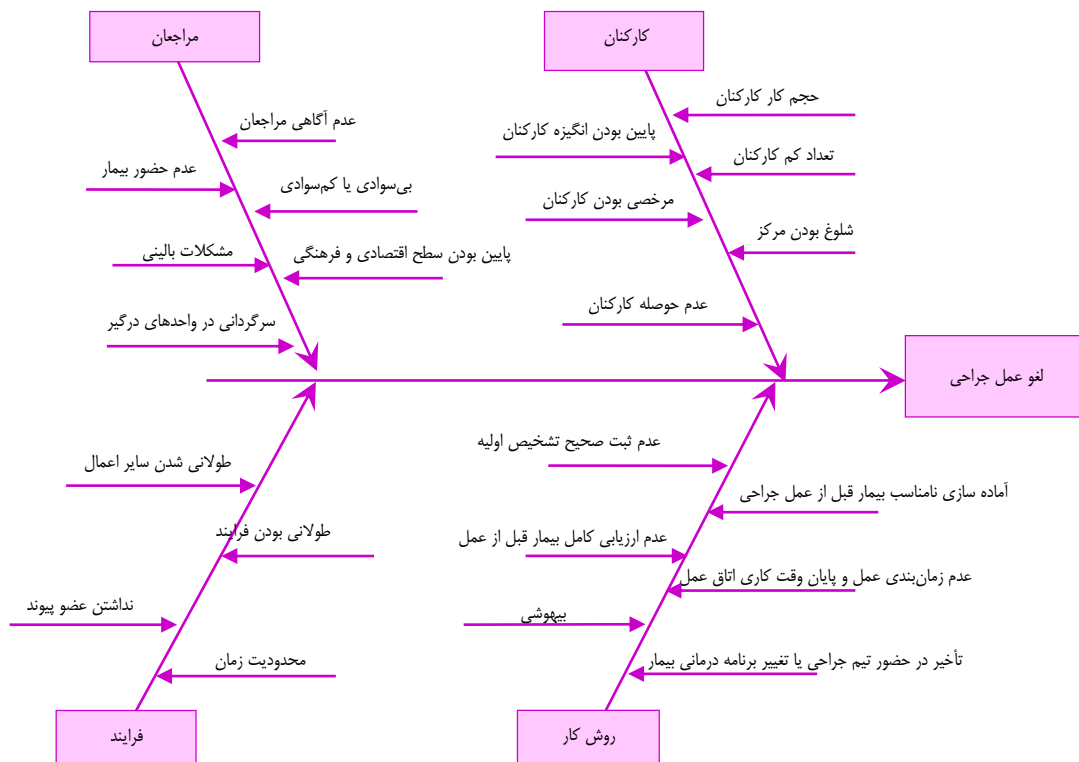 کارکنان
مراجعان
حجم کار کارکنان
پایین بودن انگیزه کارکنان
تعداد کم کارکنان
مرخصی بودن کارکنان
شلوغ بودن مرکز
عدم حوصله کارکنان
عدم آگاهی مراجعان
عدم حضور بیمار
بی‌سوادی یا کم‌سوادی
پایین بودن سطح اقتصادی و فرهنگی
مشکلات بالینی
سرگردانی در واحدهای درگیر
لغو عمل جراحی
عدم ثبت صحیح تشخیص اولیه
آماده سازی نامناسب بیمار قبل از عمل جراحی
عدم ارزیابی کامل بیمار قبل از عمل
عدم زمان‌بندی عمل و پایان وقت کاری اتاق عمل
بیهوشی
تأخیر در حضور تیم جراحی یا تغییر برنامه درمانی بیمار
طولانی شدن سایر اعمال
طولانی بودن فرایند
نداشتن عضو پیوند
محدودیت زمان
روش کار
فرایند